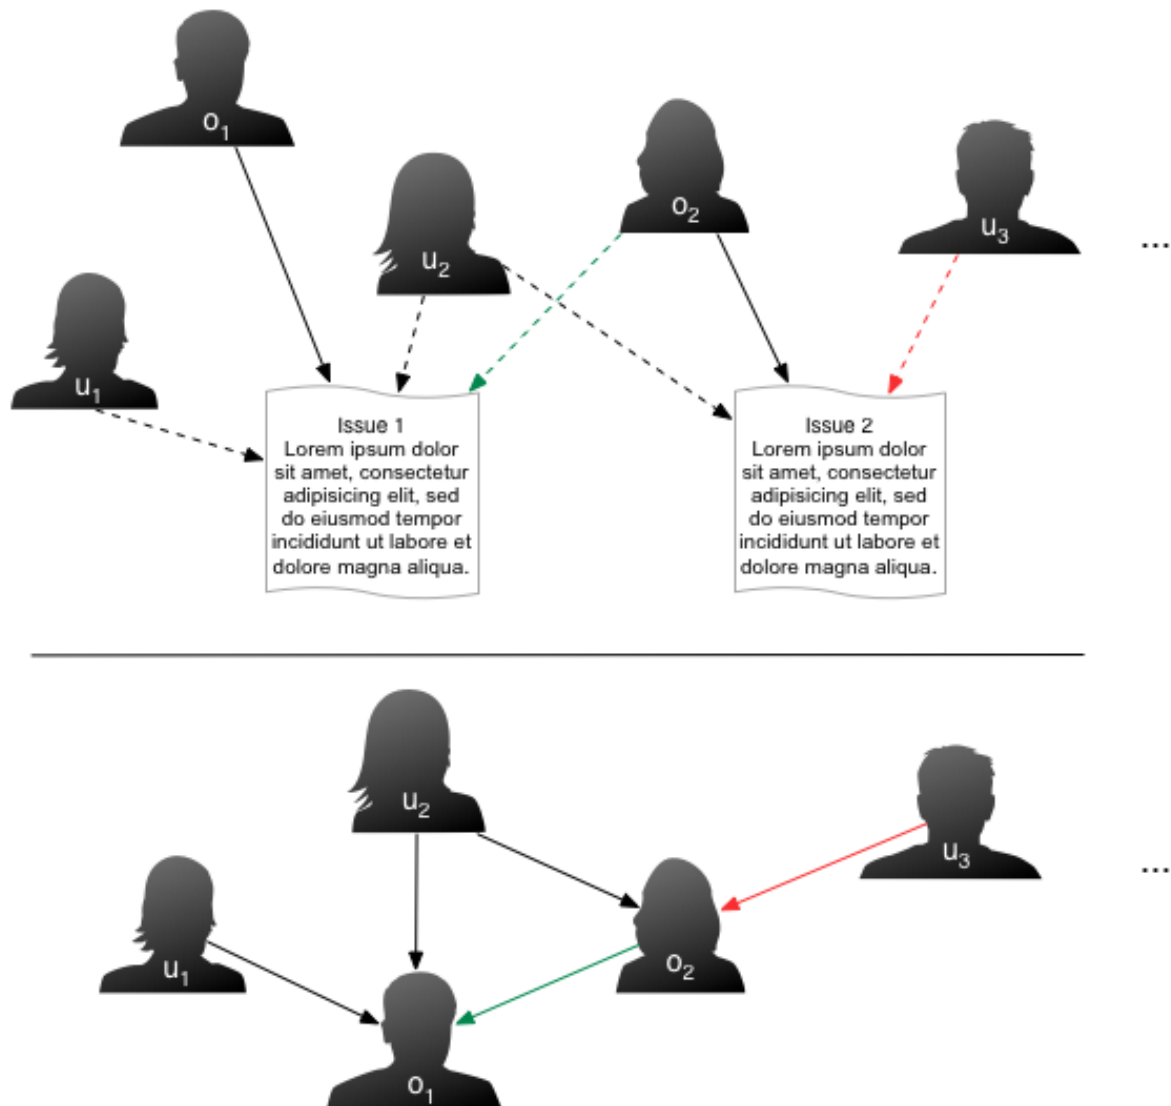 o1
u2
o2
u3
...
u1
Issue 1
Lorem ipsum dolor
sit amet, consectetur
adipisicing elit, sed
do eiusmod tempor
incididunt ut labore et
dolore magna aliqua.
Issue 2
Lorem ipsum dolor
sit amet, consectetur
adipisicing elit, sed
do eiusmod tempor
incididunt ut labore et
dolore magna aliqua.
u2
u3
...
u1
o2
o1